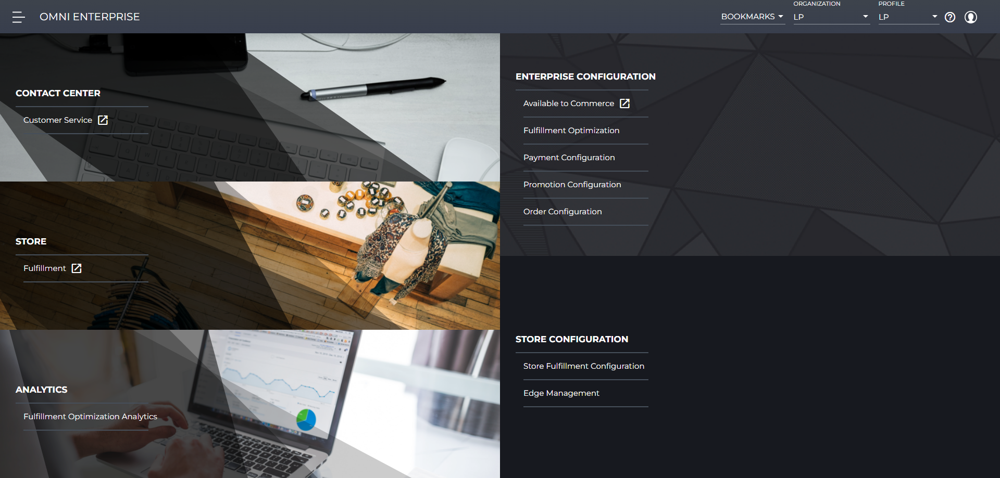 OMNI ENTERPRISE
BOOKMARKS
ORGANIZATION
LP
PROFILE
LP
CONTACT CENTER
Customer Service
STORE
Fulfillment
ANALYTICS
Fulfillment Optimization Analytics
ENTERPRISE CONFIGURATION
Available to Commerce
Fulfillment Optimization
Payment Configuration
Promotion Configuration
Order Configuration
STORE CONFIGURATION
Store Fulfillment Configuration
Edge Management